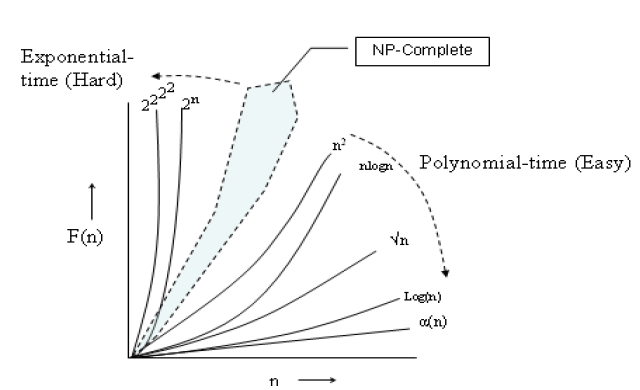 NP-Complete
Exponential-
time (Hard)
2^2^2^2
2^n
n²
nlogn
Polynomial-time (Easy)
F(n)
√n
Log(n)
α(n)
n